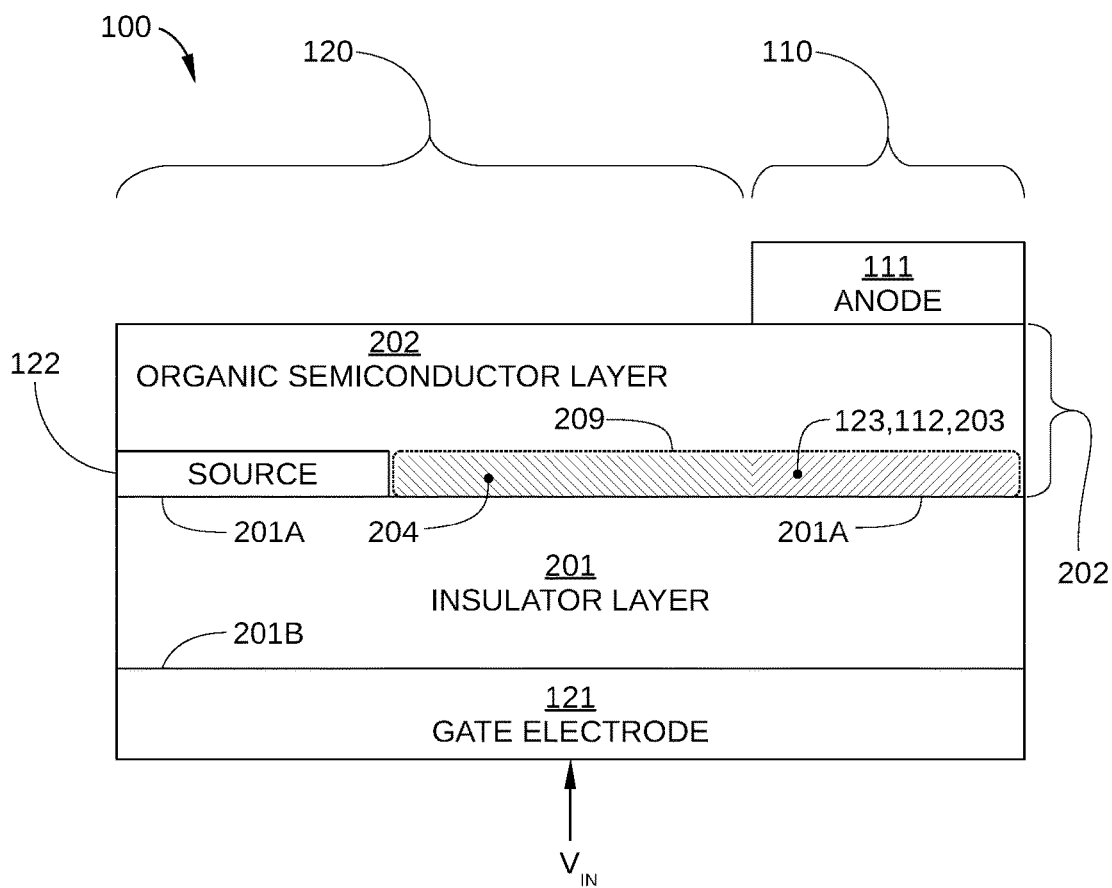 100
120
110
111
ANODE
202
ORGANIC SEMICONDUCTOR LAYER
122
209
123,112,203
SOURCE
201A
204
201A
202
201
INSULATOR LAYER
201B
121
GATE ELECTRODE
VIN